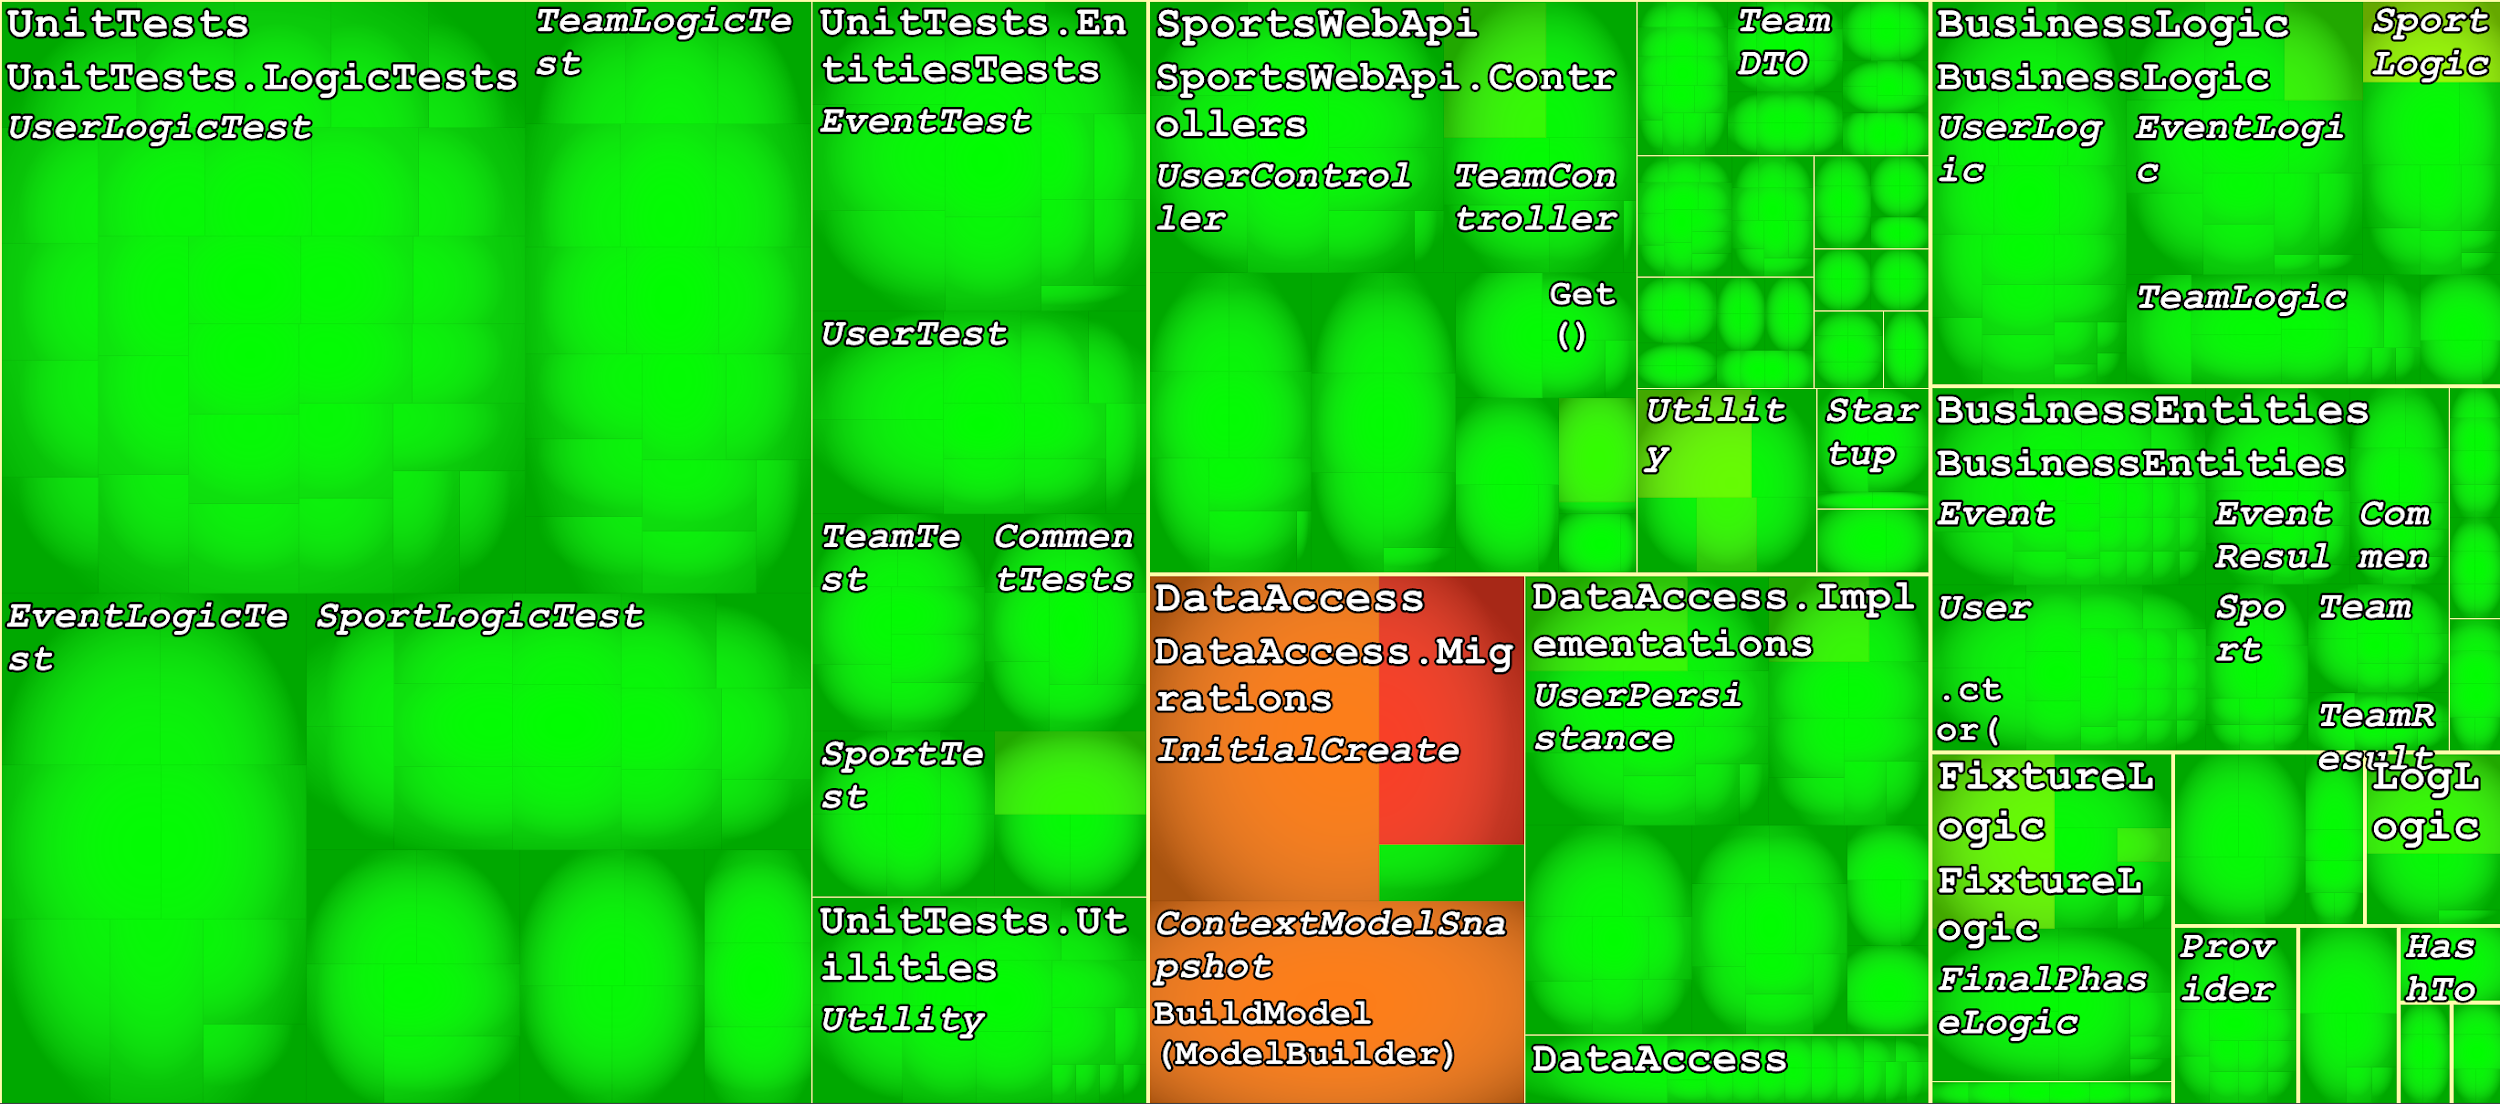 UnitTests
UnitTests.LogicTests
UserLogicTest
TeamLogicTe
st
EventLogicTe
st
SportLogicTest
UnitTests.En
titiesTests
EventTest
UserTest
TeamTe
st
Commen
tTests
SportTe
st
UnitTests.Ut
ilities
Utility
SportsWebApi
SportsWebApi.Contr
ollers
UserControl
ler
TeamCon
troller
Get
()
Team
DTO
Utilit
y
Star
tup
DataAccess
DataAccess.Mig
rations
InitialCreate
ContextModelSna
pshot
BuildModel
(ModelBuilder)
DataAccess.Impl
ementations
UserPersi
stance
DataAccess
BusinessLogic
BusinessLogic
UserLog
ic
EventLogi
c
Sport
Logic
TeamLogic
BusinessEntities
BusinessEntities
Event
Event
Resul
Com
men
User
.ct
or(
Spo
rt
Team
TeamR
esult
FixtureL
ogic
FixtureL
ogic
FinalPhas
eLogic
LogL
ogic
Prov
ider
Has
hTo